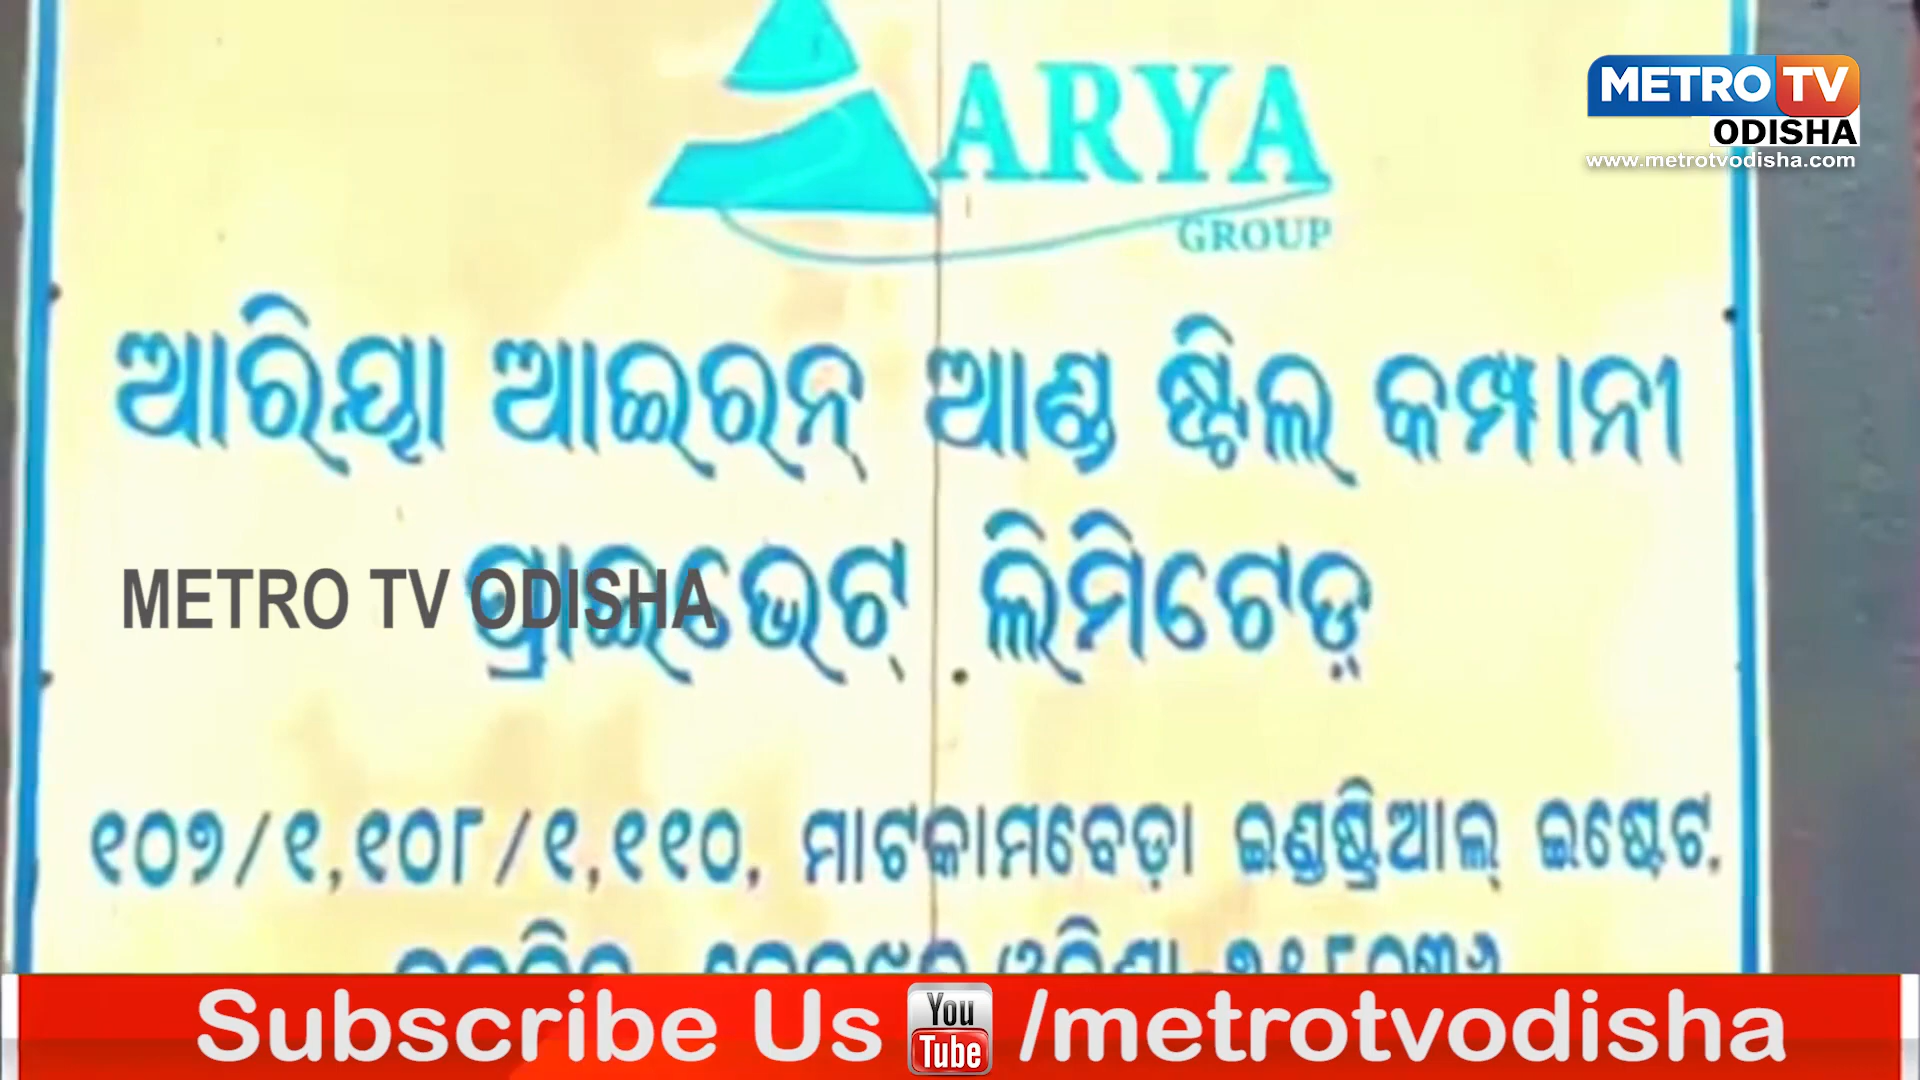 ARYA
GROUP
METRO TV
ODISHA
www.metrotvodisha.com
ଆରିୟା ଆଇରନ୍ ଆଣ୍ଡ ଷ୍ଟିଲ କମ୍ପାନୀ
ପ୍ରାଇଭେଟ୍ ଲିମିଟେଡ଼୍
METRO TV ODISHA
୧୦୭/୧,୧୦୮/୧,୧୧୦, ମାଟକାମବେଡ଼ା ଇଣ୍ଡଷ୍ଟ୍ରିଆଲ୍ ଇଷ୍ଟେଟ,
Subscribe Us You Tube /metrotvodisha